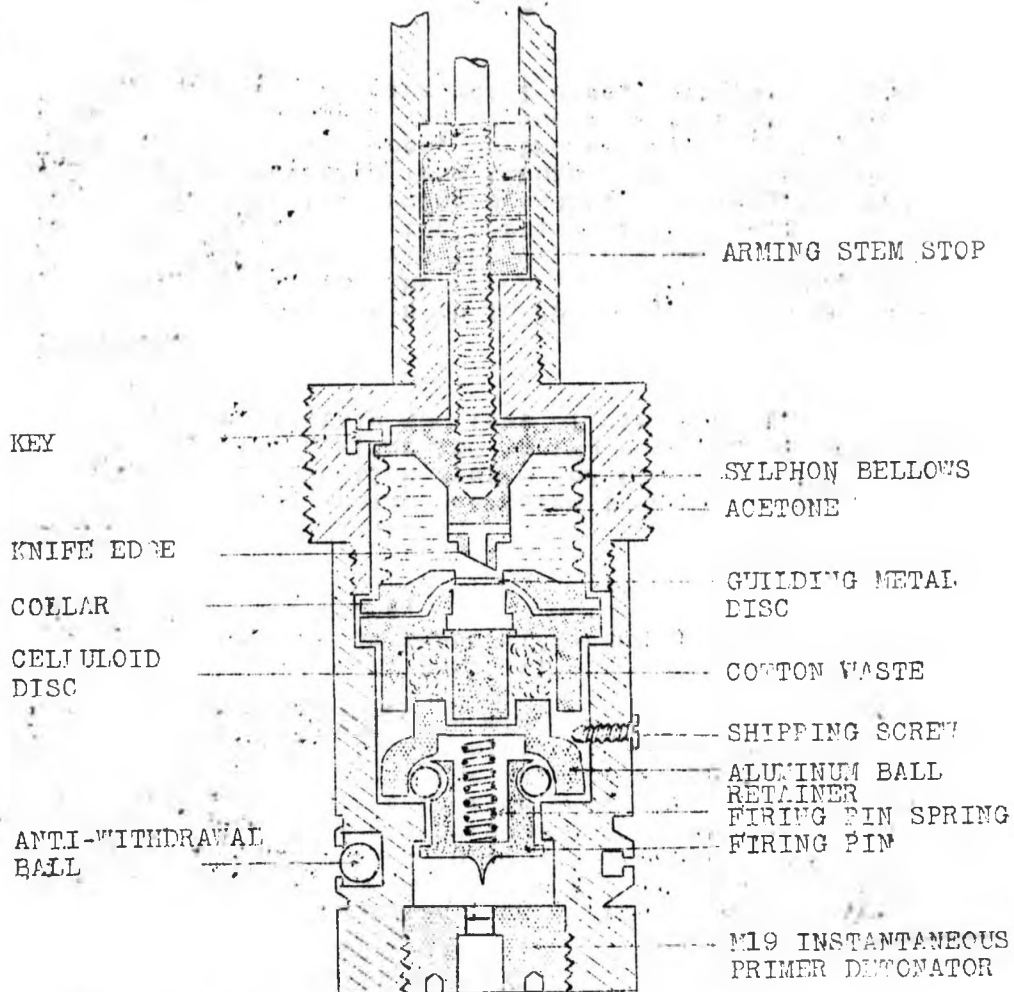 ARMING STEM STOP
KEY
SYLPHON BELLOWS
ACETONE
KNIFE EDGE
GUILDING METAL
DISC
COLLAR
CELLULOID
DISC
COTTON WASTE
SHIPPING SCREW
ALUMINUM BALL
RETAINER
FIRING PIN SPRING
FIRING PIN
ANTI-WITHDRAWAL
BALL
M19 INSTANTANEOUS
PRIMER DETONATOR